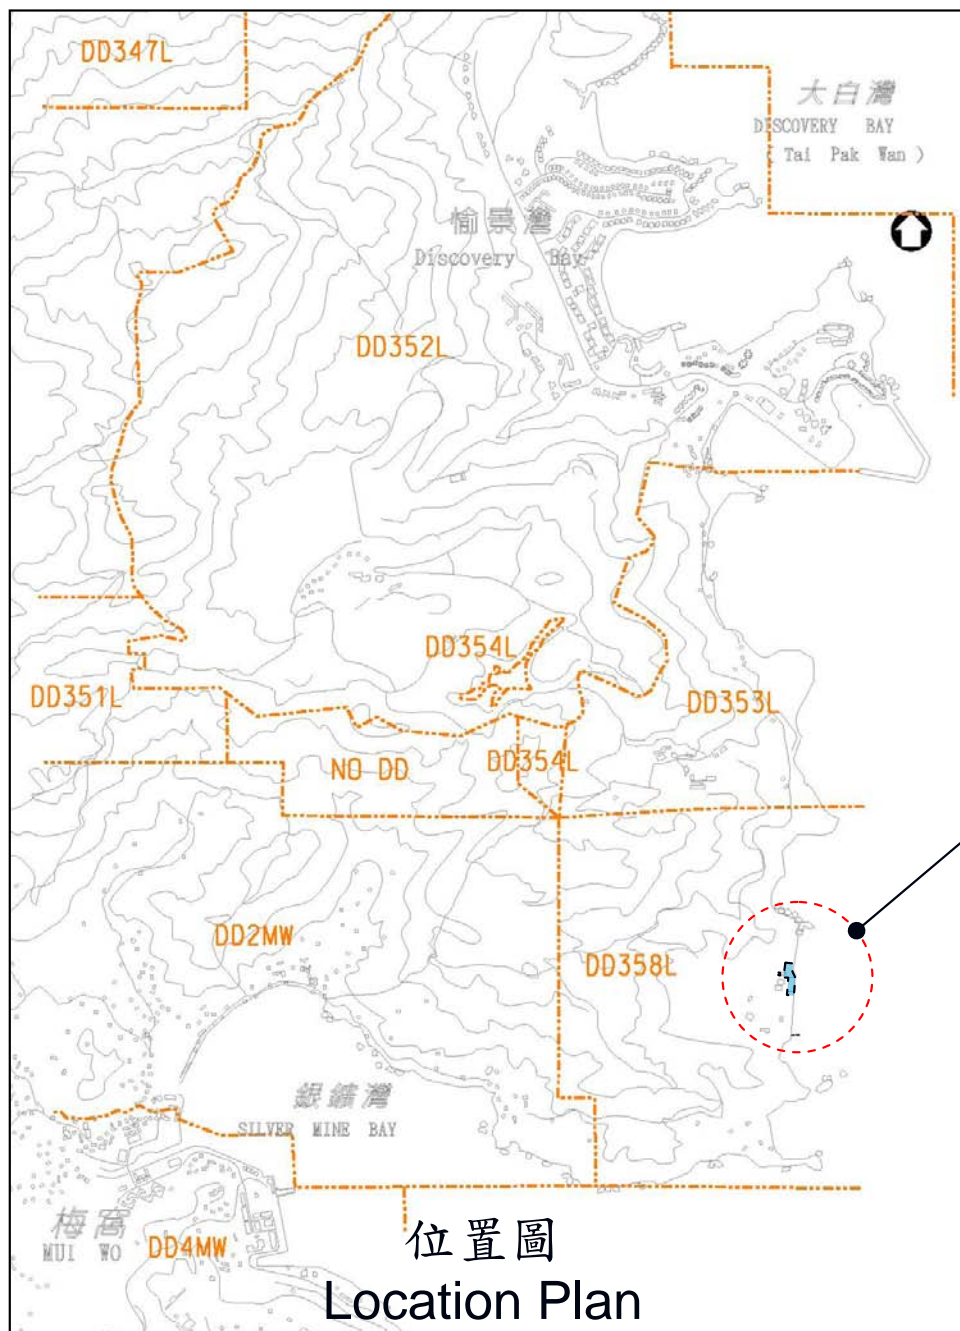 DD347L
大白灣
DISCOVERY BAY
( Tai Pak Wan )
愉景灣
Discovery Bay
DD352L
DD354L
DD351L
DD353L
NO DD
DD354L
DD2MW
DD358L
銀鑛灣
SILVER MINE BAY
梅窩
MUI WO
DD4MW
位置圖
Location Plan